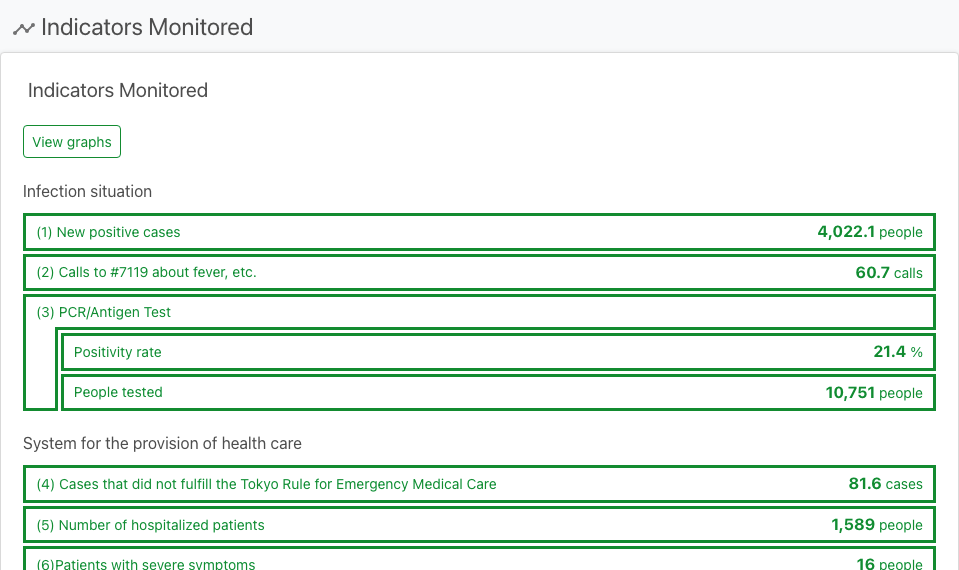 Indicators Monitored
Indicators Monitored
View graphs
Infection situation
(1) New positive cases 4,022.1 people
(2) Calls to #7119 about fever, etc. 60.7 calls
(3) PCR/Antigen Test
Positivity rate 21.4 %
People tested 10,751 people
System for the provision of health care
(4) Cases that did not fulfill the Tokyo Rule for Emergency Medical Care 81.6 cases
(5) Number of hospitalized patients 1,589 people
(6)Patients with severe symptoms 16 people